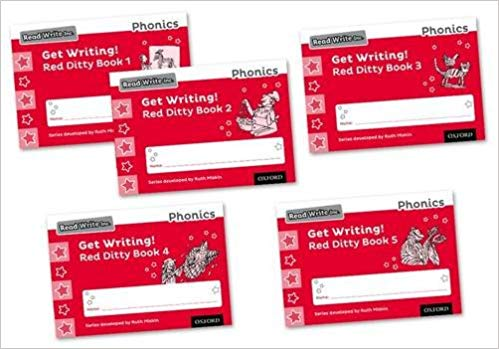 Read Write Inc.
Phonics
Get Writing!
Red Ditty Book 1
Name:
Series developed by Ruth Miskin
Read Write Inc.
Phonics
Get Writing!
Red Ditty Book 2
Name:
Series developed by Ruth Miskin
OXFORD
Read Write Inc.
Phonics
Get Writing!
Red Ditty Book 3
Name:
Series developed by Ruth Miskin
OXFORD
Read Write Inc.
Phonics
Get Writing!
Red Ditty Book 4
Name:
Series developed by Ruth Miskin
OXFORD
Read Write Inc.
Phonics
Get Writing!
Red Ditty Book 5
Name:
Series developed by Ruth Miskin
OXFORD